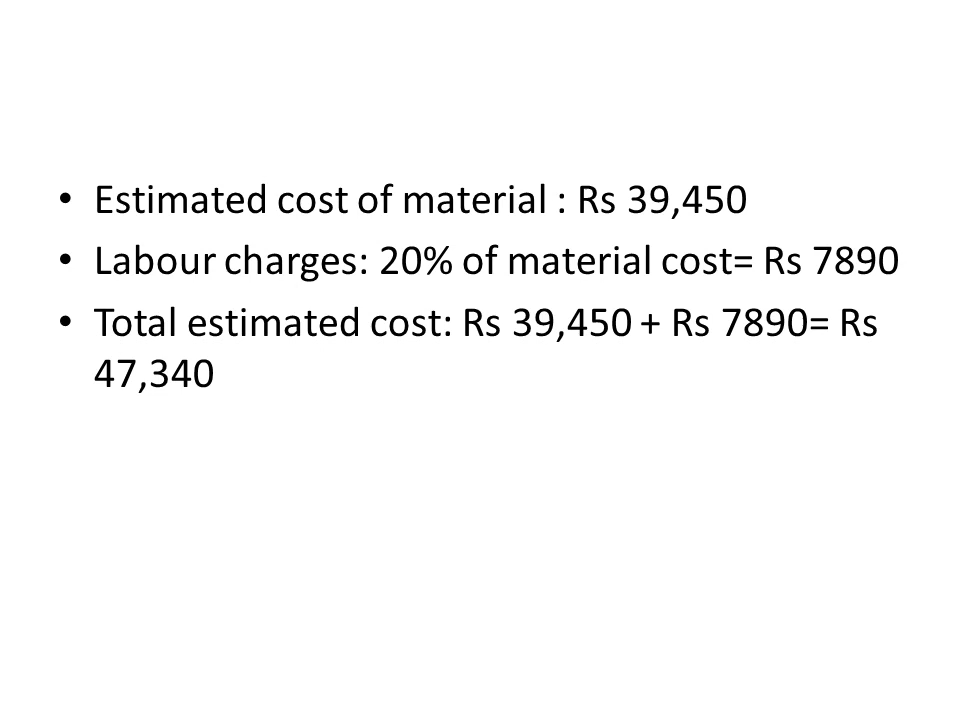 • Estimated cost of material : Rs 39,450
• Labour charges: 20% of material cost= Rs 7890
• Total estimated cost: Rs 39,450 + Rs 7890= Rs
47,340